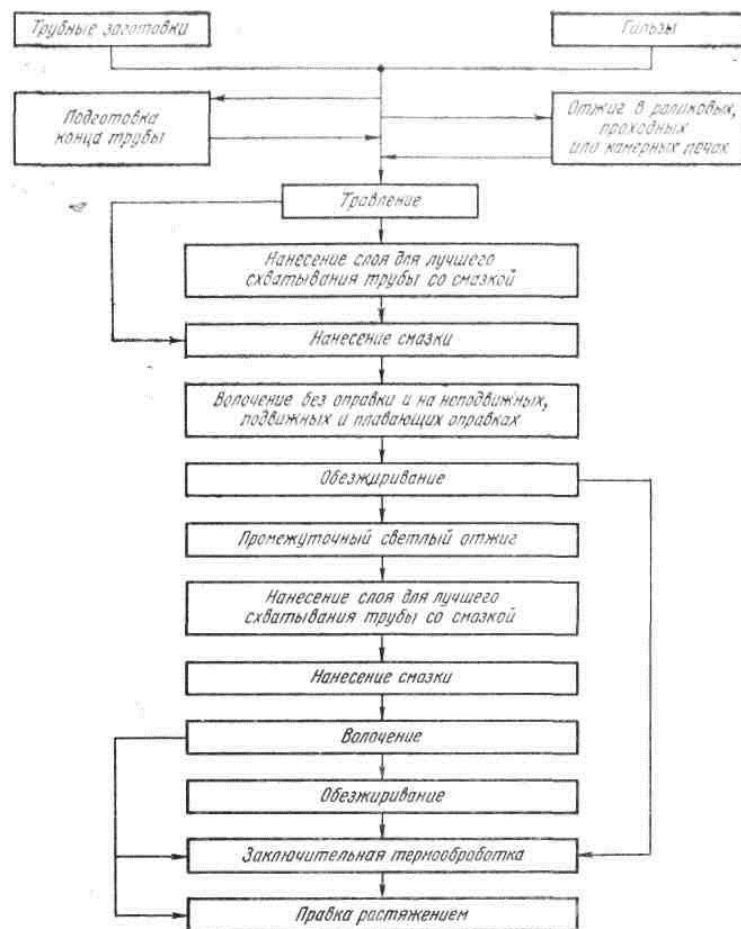 Трубные заготовки
Гильзы
Подготовка
конца трубы
Отжиг в роликовых,
проходных
или камерных печах
Травление
Нанесение слоя для лучшего
схватывания трубы со смазкой
Нанесение смазки
Волочение без оправки и на неподвижных,
подвижных и плавающих оправках
Обезжиривание
Промежуточный светлый отжиг
Нанесение слоя для лучшего
схватывания трубы со смазкой
Нанесение смазки
Волочение
Обезжиривание
Заключительная термообработка
Правка растяжением